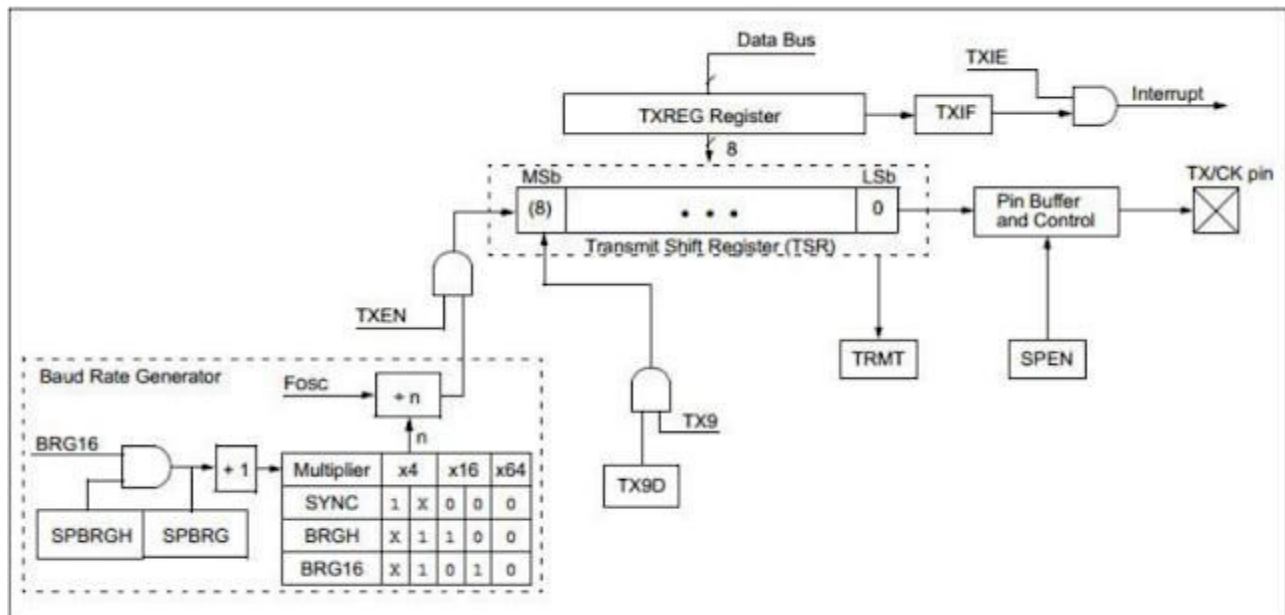 Data Bus
TXIE
Interrupt
TXREG Register
TXIF
8
MSb
LSb
TX/CK pin
(8)
• • •
0
Pin Buffer
and Control
Transmit Shift Register (TSR)
TXEN
TRMT
SPEN
Baud Rate Generator
Fosc
÷ n
TX9
BRG16
n
+ 1
Multiplier x4 x16 x64
TX9D
SYNC 1 X 0 0 0
SPBRGH SPBRG
BRGH X 1 1 0 0
BRG16 X 1 0 1 0